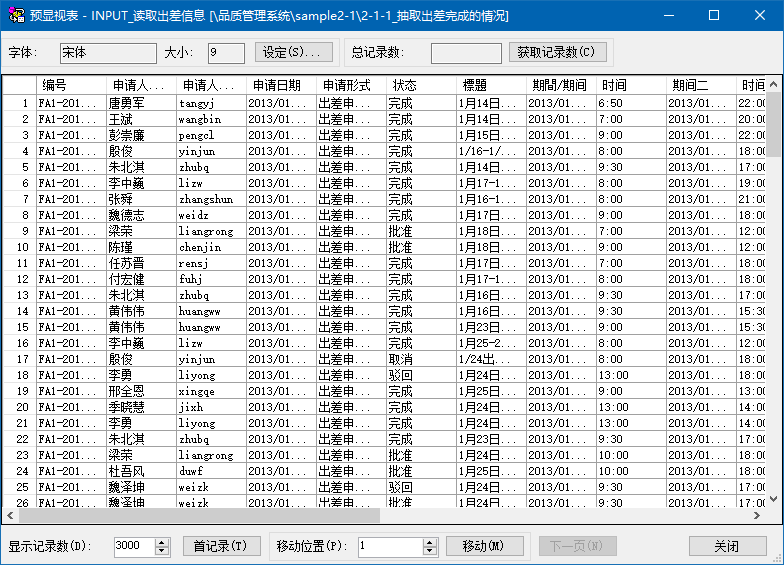 预显视表 - INPUT_读取出差信息 [\品质管理系统\sample2-1\2-1-1_抽取出差完成的情况]
字体: 宋体 大小: 9 设定(S)... 总记录数: 获取记录数(C)
编号 申请人... 申请人... 申请日期 申请形式 状态 標題 期間/期间 时间 期间二 时间
1 FA1-201... 唐勇军 tangyj 2013/01... 出差申... 完成 1月14日... 2013/01... 6:50 2013/01... 22:00
2 FA1-201... 王斌 wangbin 2013/01... 出差申... 完成 1月14日... 2013/01... 7:00 2013/01... 20:00
3 FA1-201... 彭崇廉 pengcl 2013/01... 出差申... 完成 1月15日... 2013/01... 9:00 2013/01... 22:00
4 FA1-201... 殷俊 yinjun 2013/01... 出差申... 完成 1/16-1/... 2013/01... 8:00 2013/01... 18:00
5 FA1-201... 朱北淇 zhubq 2013/01... 出差申... 完成 1月14日... 2013/01... 9:30 2013/01... 17:00
6 FA1-201... 李中巍 lizw 2013/01... 出差申... 完成 1月17-1... 2013/01... 8:00 2013/01... 19:00
7 FA1-201... 张舜 zhangshun 2013/01... 出差申... 完成 1月16-1... 2013/01... 8:00 2013/01... 21:00
8 FA1-201... 魏德志 weidz 2013/01... 出差申... 完成 1月17日... 2013/01... 9:00 2013/01... 18:00
9 FA1-201... 梁荣 liangrong 2013/01... 出差申... 批准 1月18日... 2013/01... 7:00 2013/01... 12:00
10 FA1-201... 陈瑾 chenjin 2013/01... 出差申... 批准 1月18日... 2013/01... 9:00 2013/01... 12:00
11 FA1-201... 任苏晋 rensj 2013/01... 出差申... 完成 1月17日... 2013/01... 7:00 2013/01... 18:00
12 FA1-201... 付宏健 fuhj 2013/01... 出差申... 完成 1月17-1... 2013/01... 8:00 2013/01... 18:00
13 FA1-201... 朱北淇 zhubq 2013/01... 出差申... 完成 1月16日... 2013/01... 9:30 2013/01... 17:00
14 FA1-201... 黄伟伟 huangww 2013/01... 出差申... 完成 1月16日... 2013/01... 9:30 2013/01... 15:30
15 FA1-201... 黄伟伟 huangww 2013/01... 出差申... 完成 1月23日... 2013/01... 9:00 2013/01... 15:30
16 FA1-201... 李中巍 lizw 2013/01... 出差申... 完成 1月25-2... 2013/01... 8:00 2013/01... 12:00
17 FA1-201... 殷俊 yinjun 2013/01... 出差申... 取消 1/24出... 2013/01... 8:00 2013/01... 18:00
18 FA1-201... 李勇 liyong 2013/01... 出差申... 驳回 1月24日... 2013/01... 13:00 2013/01... 18:00
19 FA1-201... 邢全恩 xingqe 2013/01... 出差申... 完成 1月25日... 2013/01... 9:00 2013/01... 13:00
20 FA1-201... 季晓慧 jixh 2013/01... 出差申... 完成 1月24日... 2013/01... 13:00 2013/01... 14:00
21 FA1-201... 李勇 liyong 2013/01... 出差申... 完成 1月24日... 2013/01... 13:00 2013/01... 14:00
22 FA1-201... 朱北淇 zhubq 2013/01... 出差申... 完成 1月23日... 2013/01... 9:30 2013/01... 17:00
23 FA1-201... 梁荣 liangrong 2013/01... 出差申... 批准 1月24日... 2013/01... 10:00 2013/01... 18:00
24 FA1-201... 杜吾风 duwf 2013/01... 出差申... 批准 1月25日... 2013/01... 10:00 2013/01... 18:00
25 FA1-201... 魏泽坤 weizk 2013/01... 出差申... 驳回 1月24日... 2013/01... 9:30 2013/01... 17:00
26 FA1-201... 魏泽坤 weizk 2013/01... 出差申... 批准 1月24日... 2013/01... 9:30 2013/01... 17:00
显示记录数(D): 3000 首记录(T) 移动位置(P): 1 移动(M) 下一页(N) 关闭